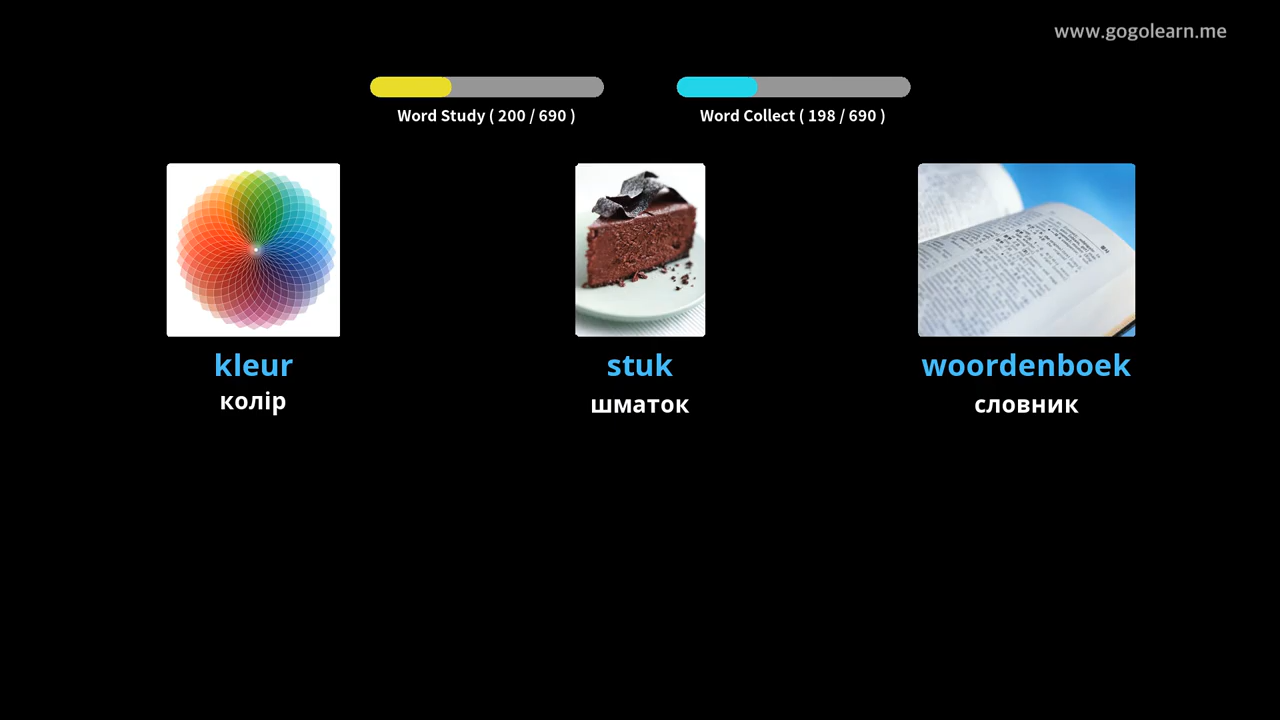 www.gogolearn.me
Word Study ( 200 / 690 )
Word Collect ( 198 / 690 )
kleur
колір
stuk
шматок
woordenboek
словник